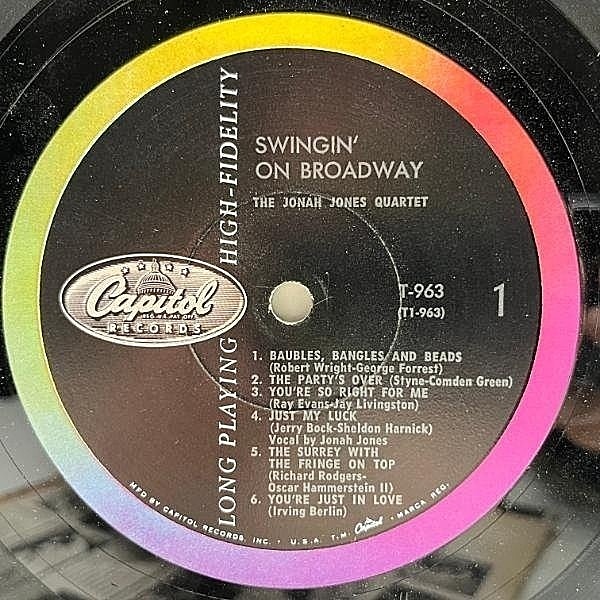 SWINGIN'
ON BROADWAY
THE JONAH JONES QUARTET
LONG PLAYING HIGH-FIDELITY
Capitol
REG. U.S. PAT. OFF.
RECORDS
T-963
(T1-963)
1
1. BAUBLES, BANGLES AND BEADS
(Robert Wright-George Forrest)
2. THE PARTY'S OVER (Styne-Comden Green)
3. YOU'RE SO RIGHT FOR ME
(Ray Evans-Jay Livingston)
4. JUST MY LUCK
(Jerry Bock-Sheldon Harnick)
Vocal by Jonah Jones
5. THE SURREY WITH
THE FRINGE ON TOP
(Richard Rodgers-
Oscar Hammerstein II)
6. YOU'RE JUST IN LOVE
(Irving Berlin)
MFD BY CAPITOL RECORDS, INC. • U.S.A. T.M. Capitol • MARCA REG.